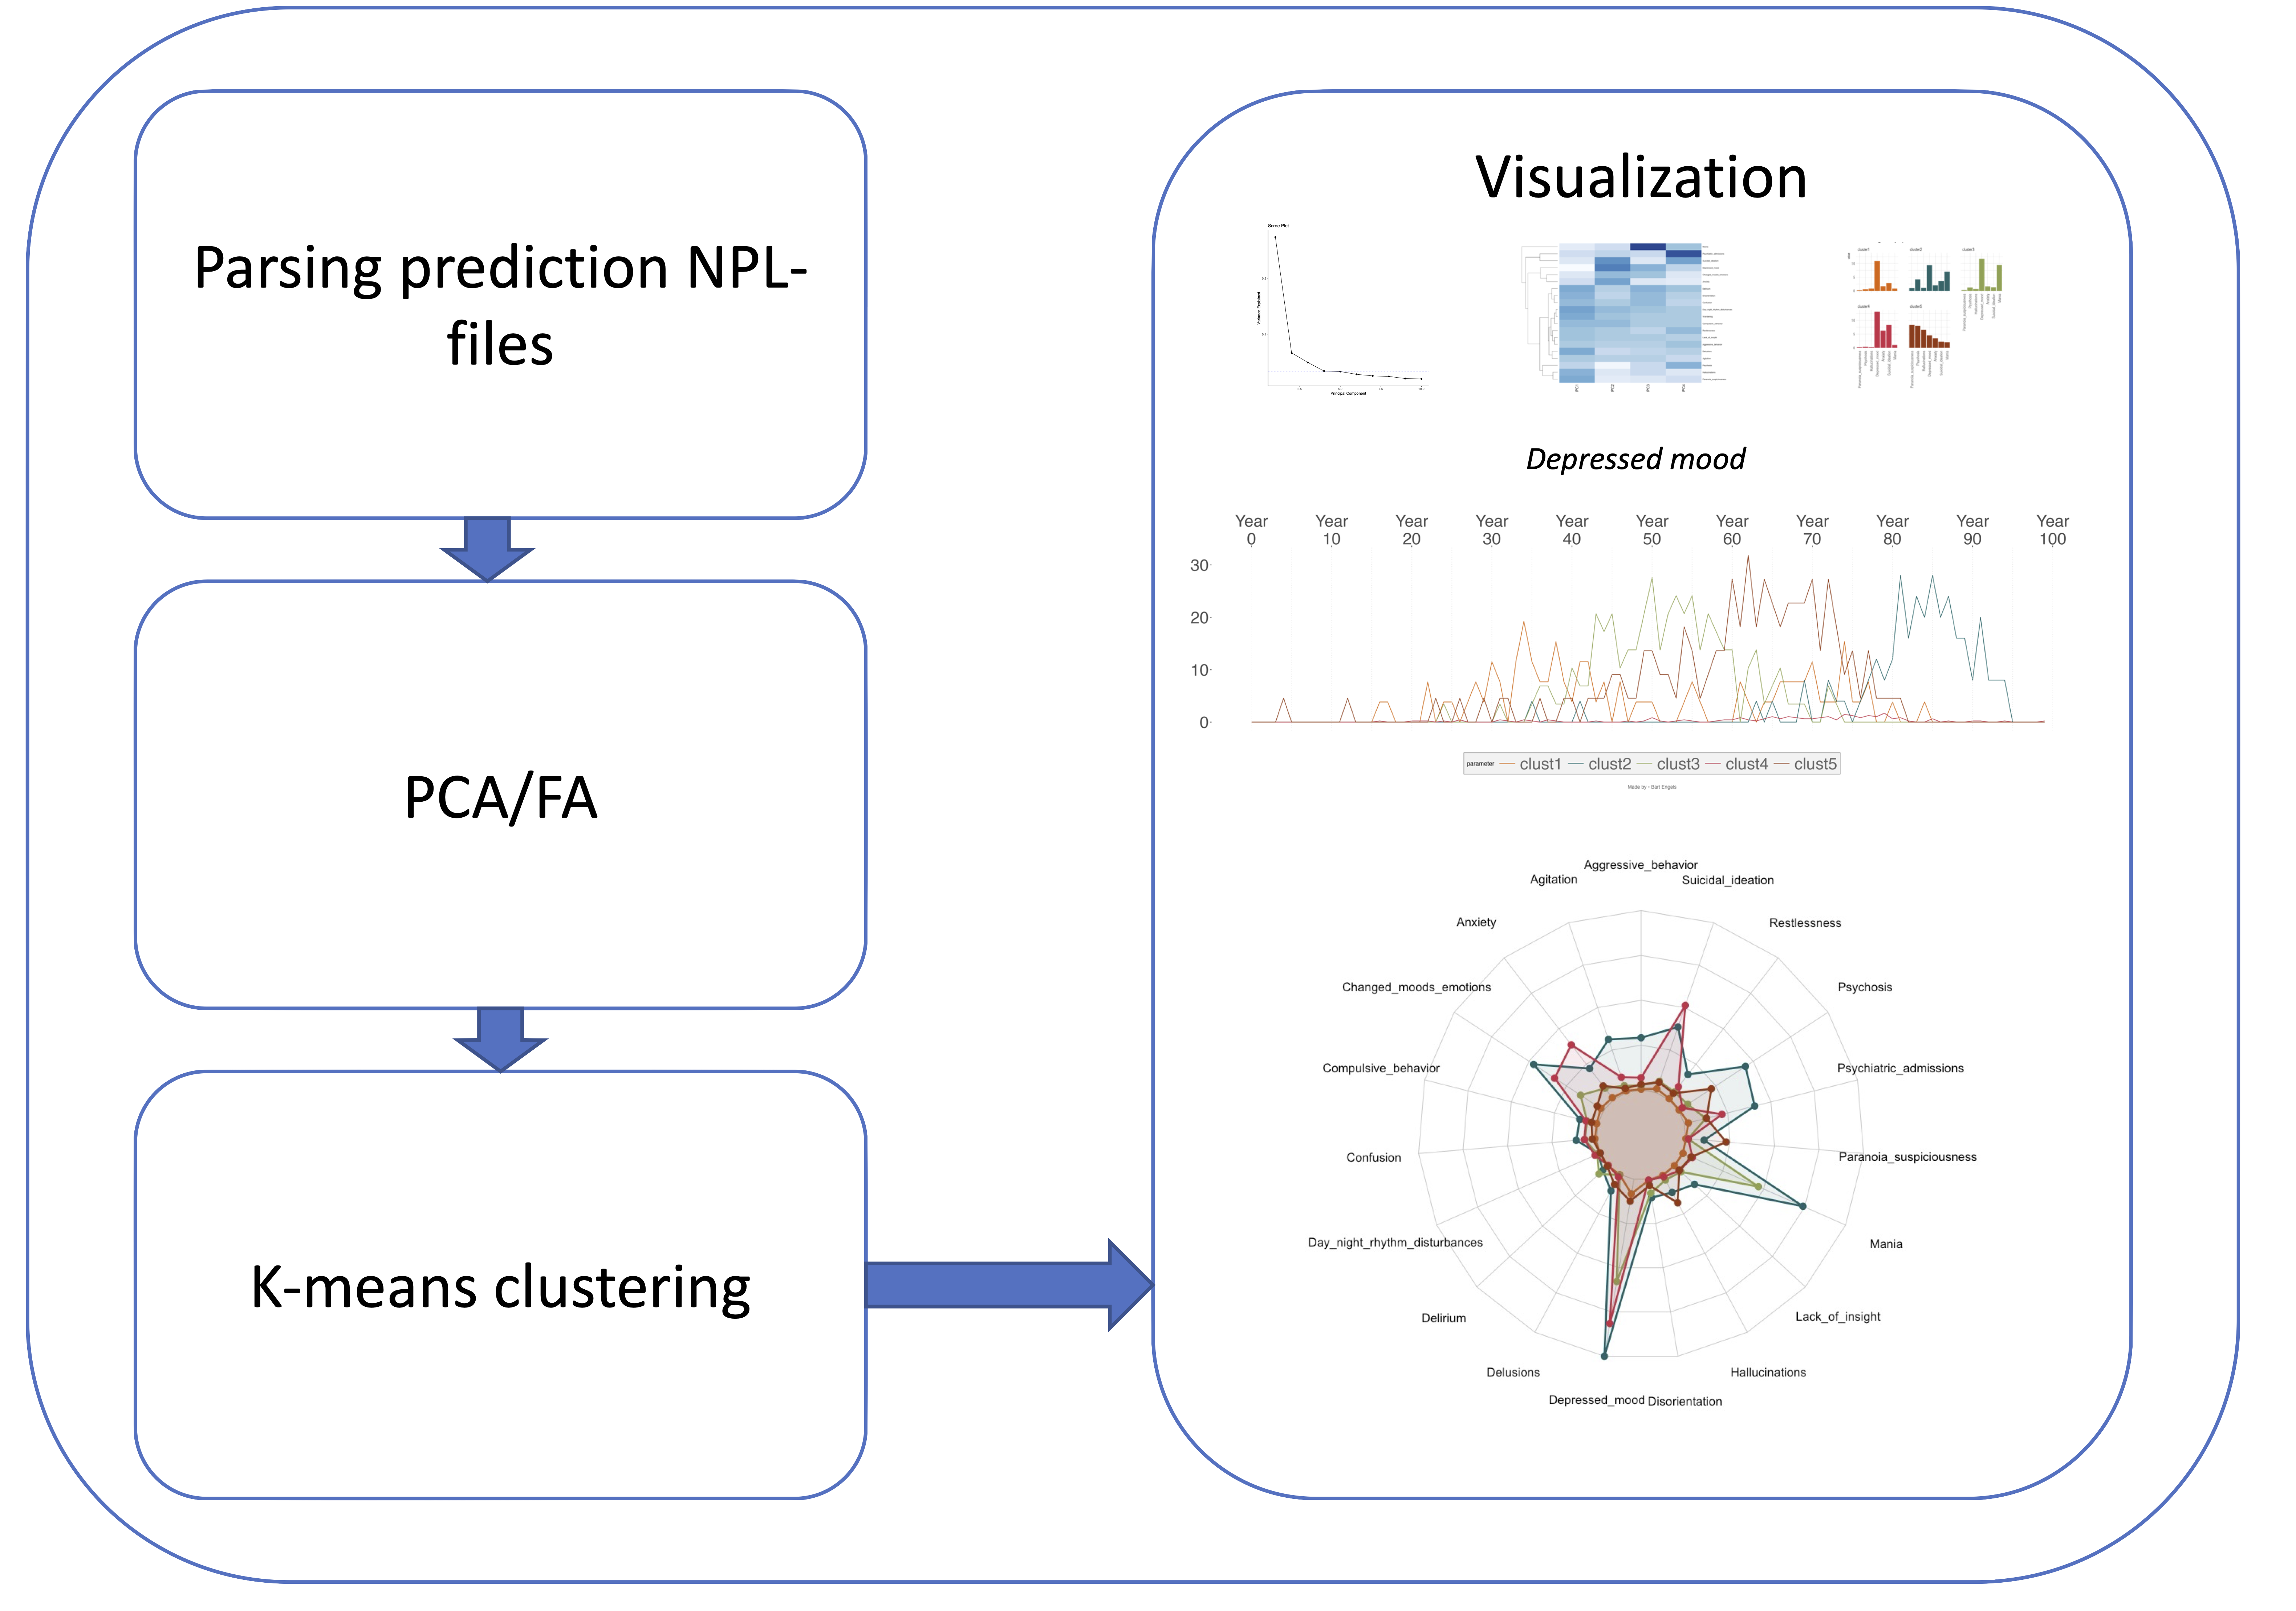 Parsing prediction NPL-
files
PCA/FA
K-means clustering
Visualization
Scree Plot
Variance Explained
Principal Component
PC1 PC2 PC3 PC4
cluster1 cluster2 cluster3
cluster4 cluster5
Depressed mood
Year Year Year Year Year Year Year Year Year Year Year
0 10 20 30 40 50 60 70 80 90 100
30
20
10
0
parameter clust1 clust2 clust3 clust4 clust5
Made by - Bart Engels
Aggressive_behavior
Agitation Suicidal_ideation
Anxiety Restlessness
Changed_moods_emotions Psychosis
Compulsive_behavior Psychiatric_admissions
Confusion Paranoia_suspiciousness
Day_night_rhythm_disturbances Mania
Delirium Lack_of_insight
Delusions Hallucinations
Depressed_mood Disorientation